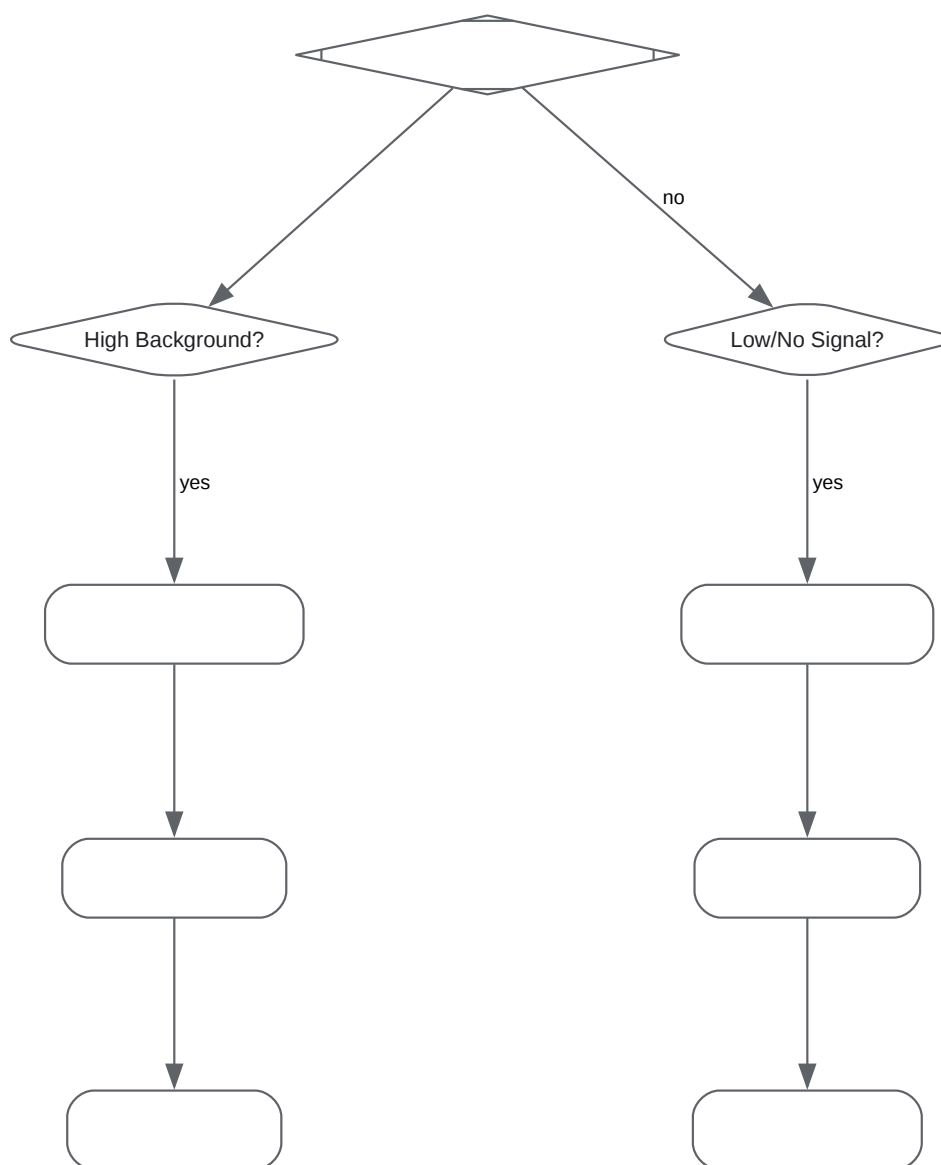 no
High Background?
Low/No Signal?
yes
yes